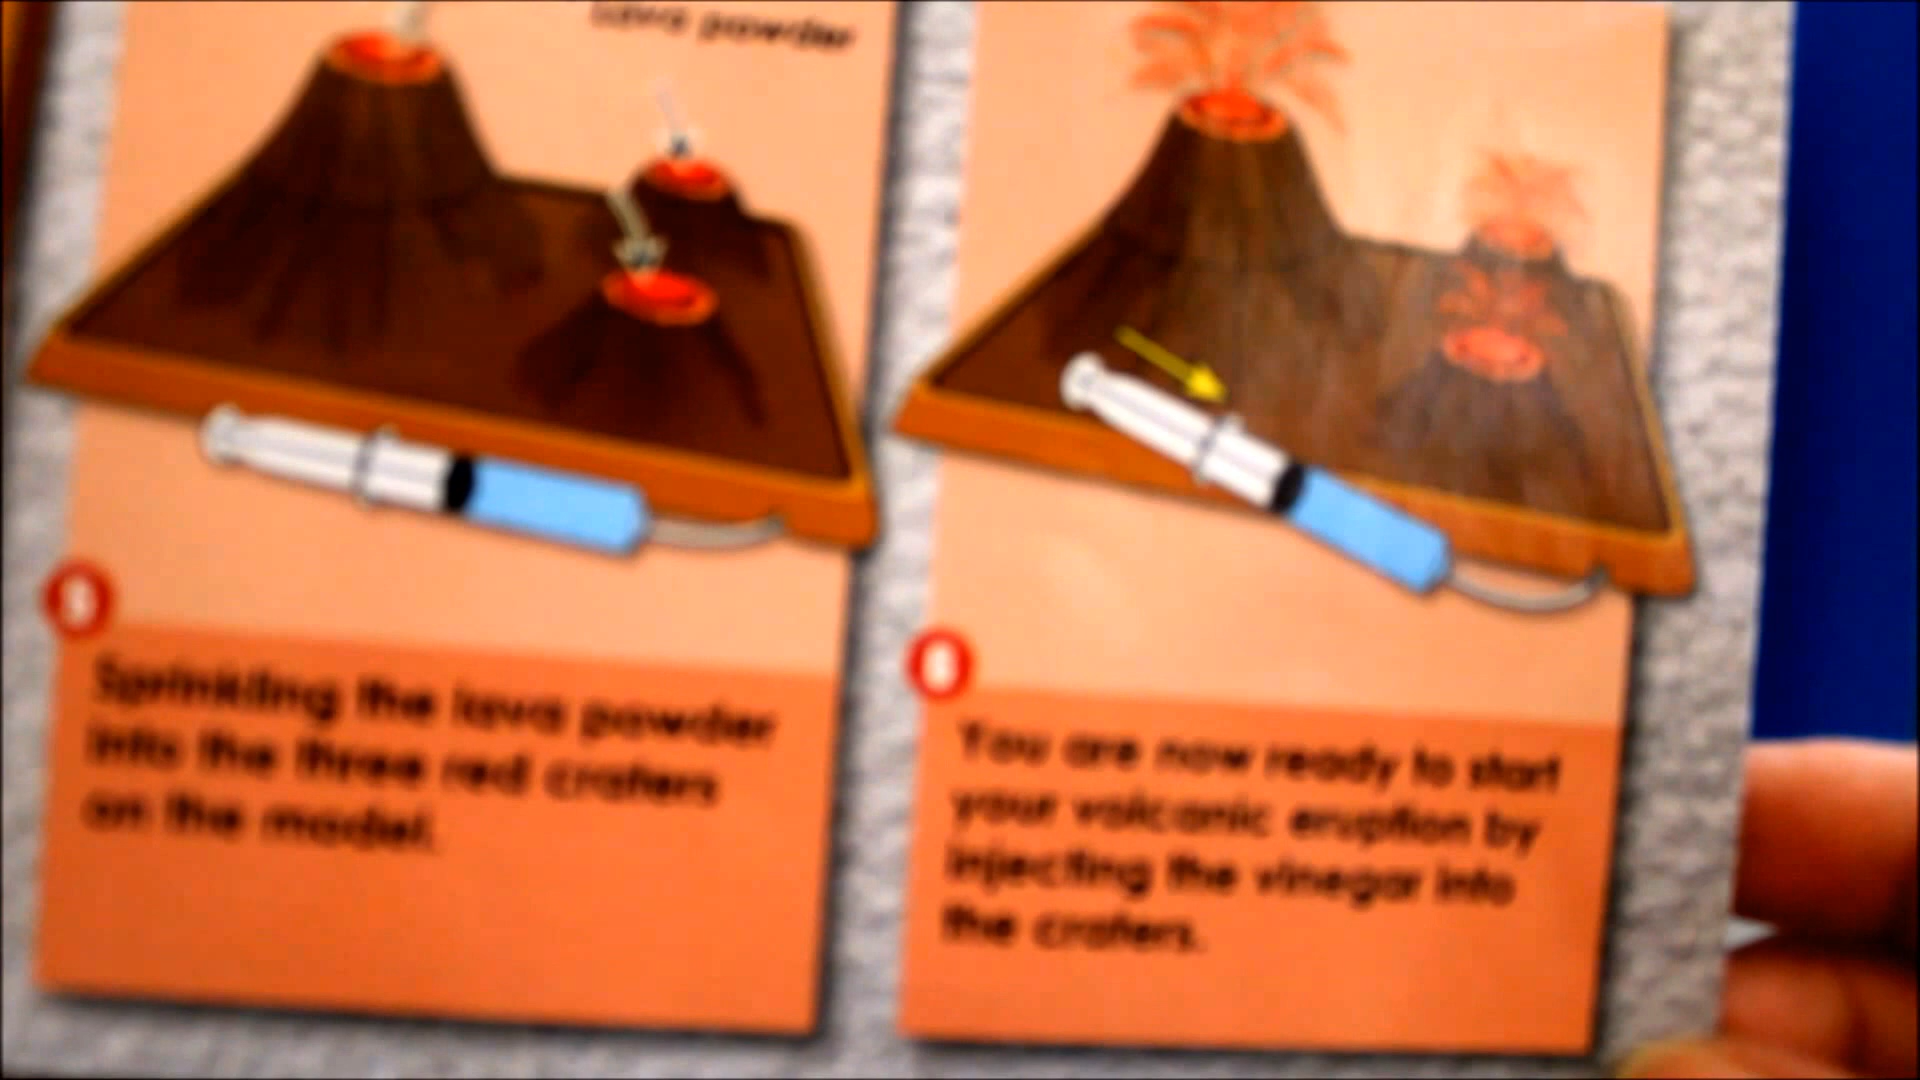 Lava powder
Sprinkling the lava powder
into the three red craters
on the model.
You are now ready to start
your volcanic eruption by
injecting the vinegar into
the craters.